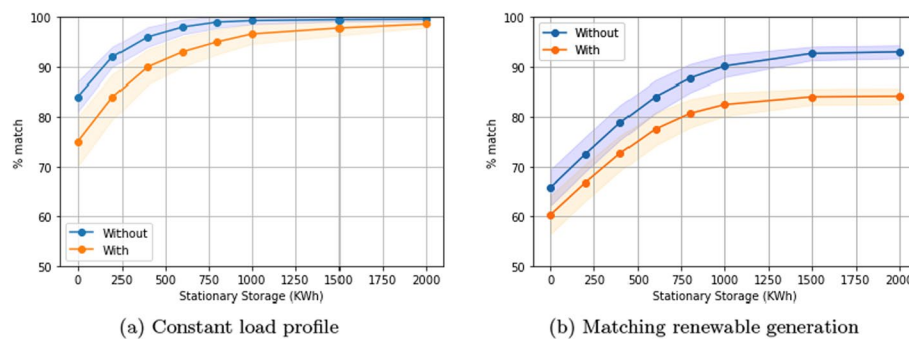 100
90
80
70
60
50
% match
Without
With
0 250 500 750 1000 1250 1500 1750 2000
Stationary Storage (KWh)
(a) Constant load profile
100
90
80
70
60
50
% match
Without
With
0 250 500 750 1000 1250 1500 1750 2000
Stationary Storage (KWh)
(b) Matching renewable generation